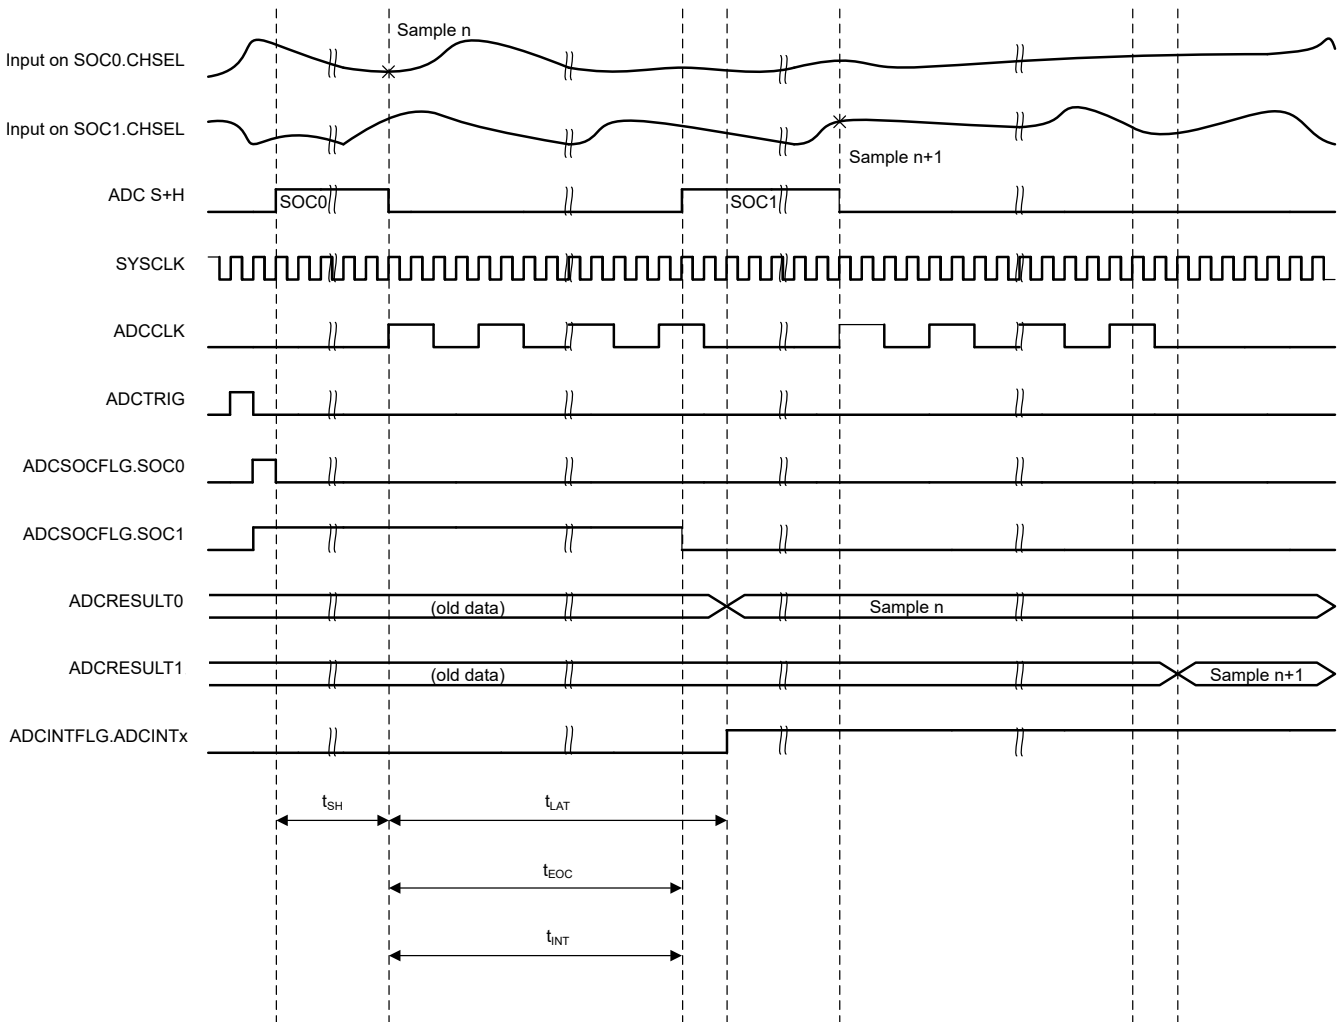 Sample n
Input on SOC0.CHSEL
Input on SOC1.CHSEL
Sample n+1
ADC S+H
SOC0
SOC1
SYSCLK
ADCCLK
ADCTRIG
ADCSOCFLG.SOC0
ADCSOCFLG.SOC1
ADCRESULT0
(old data)
Sample n
ADCRESULT1
(old data)
Sample n+1
ADCINTFLG.ADCINTx
tSH
tLAT
tEOC
tINT